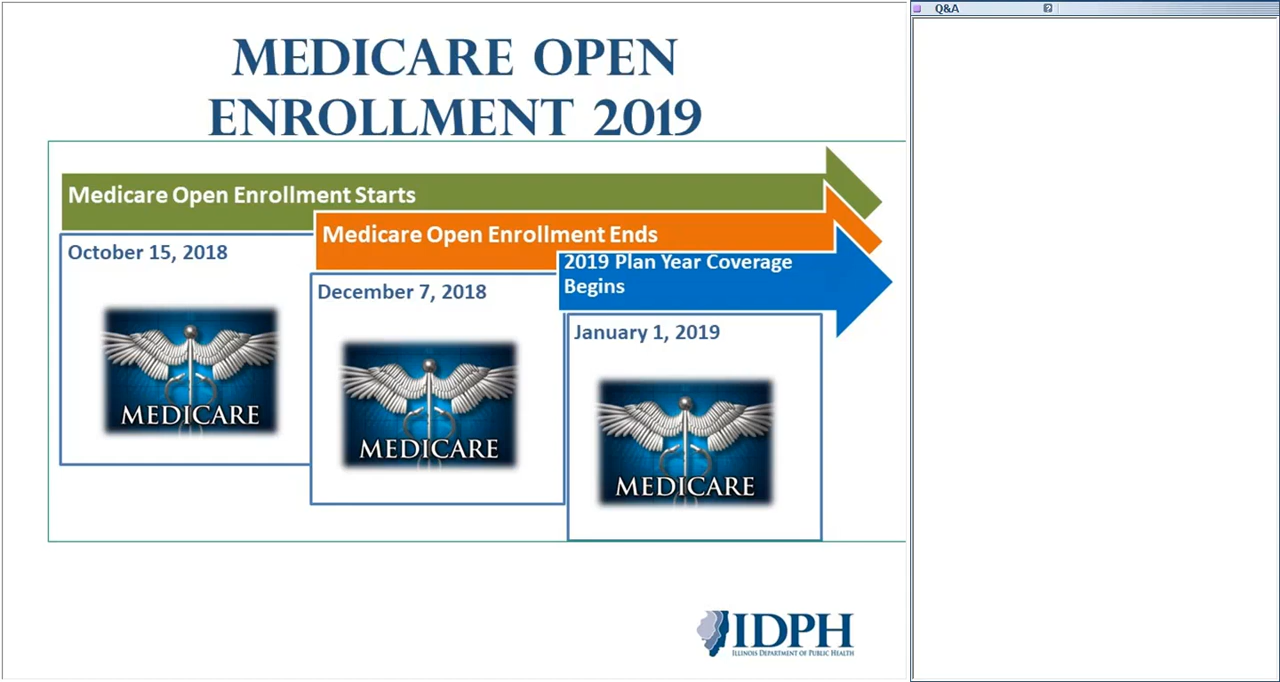 MEDICARE OPEN
ENROLLMENT 2019
Medicare Open Enrollment Starts
October 15, 2018
MEDICARE
Medicare Open Enrollment Ends
December 7, 2018
MEDICARE
2019 Plan Year Coverage
Begins
January 1, 2019
MEDICARE
IDPH
ILLINOIS DEPARTMENT OF PUBLIC HEALTH
Q&A
?